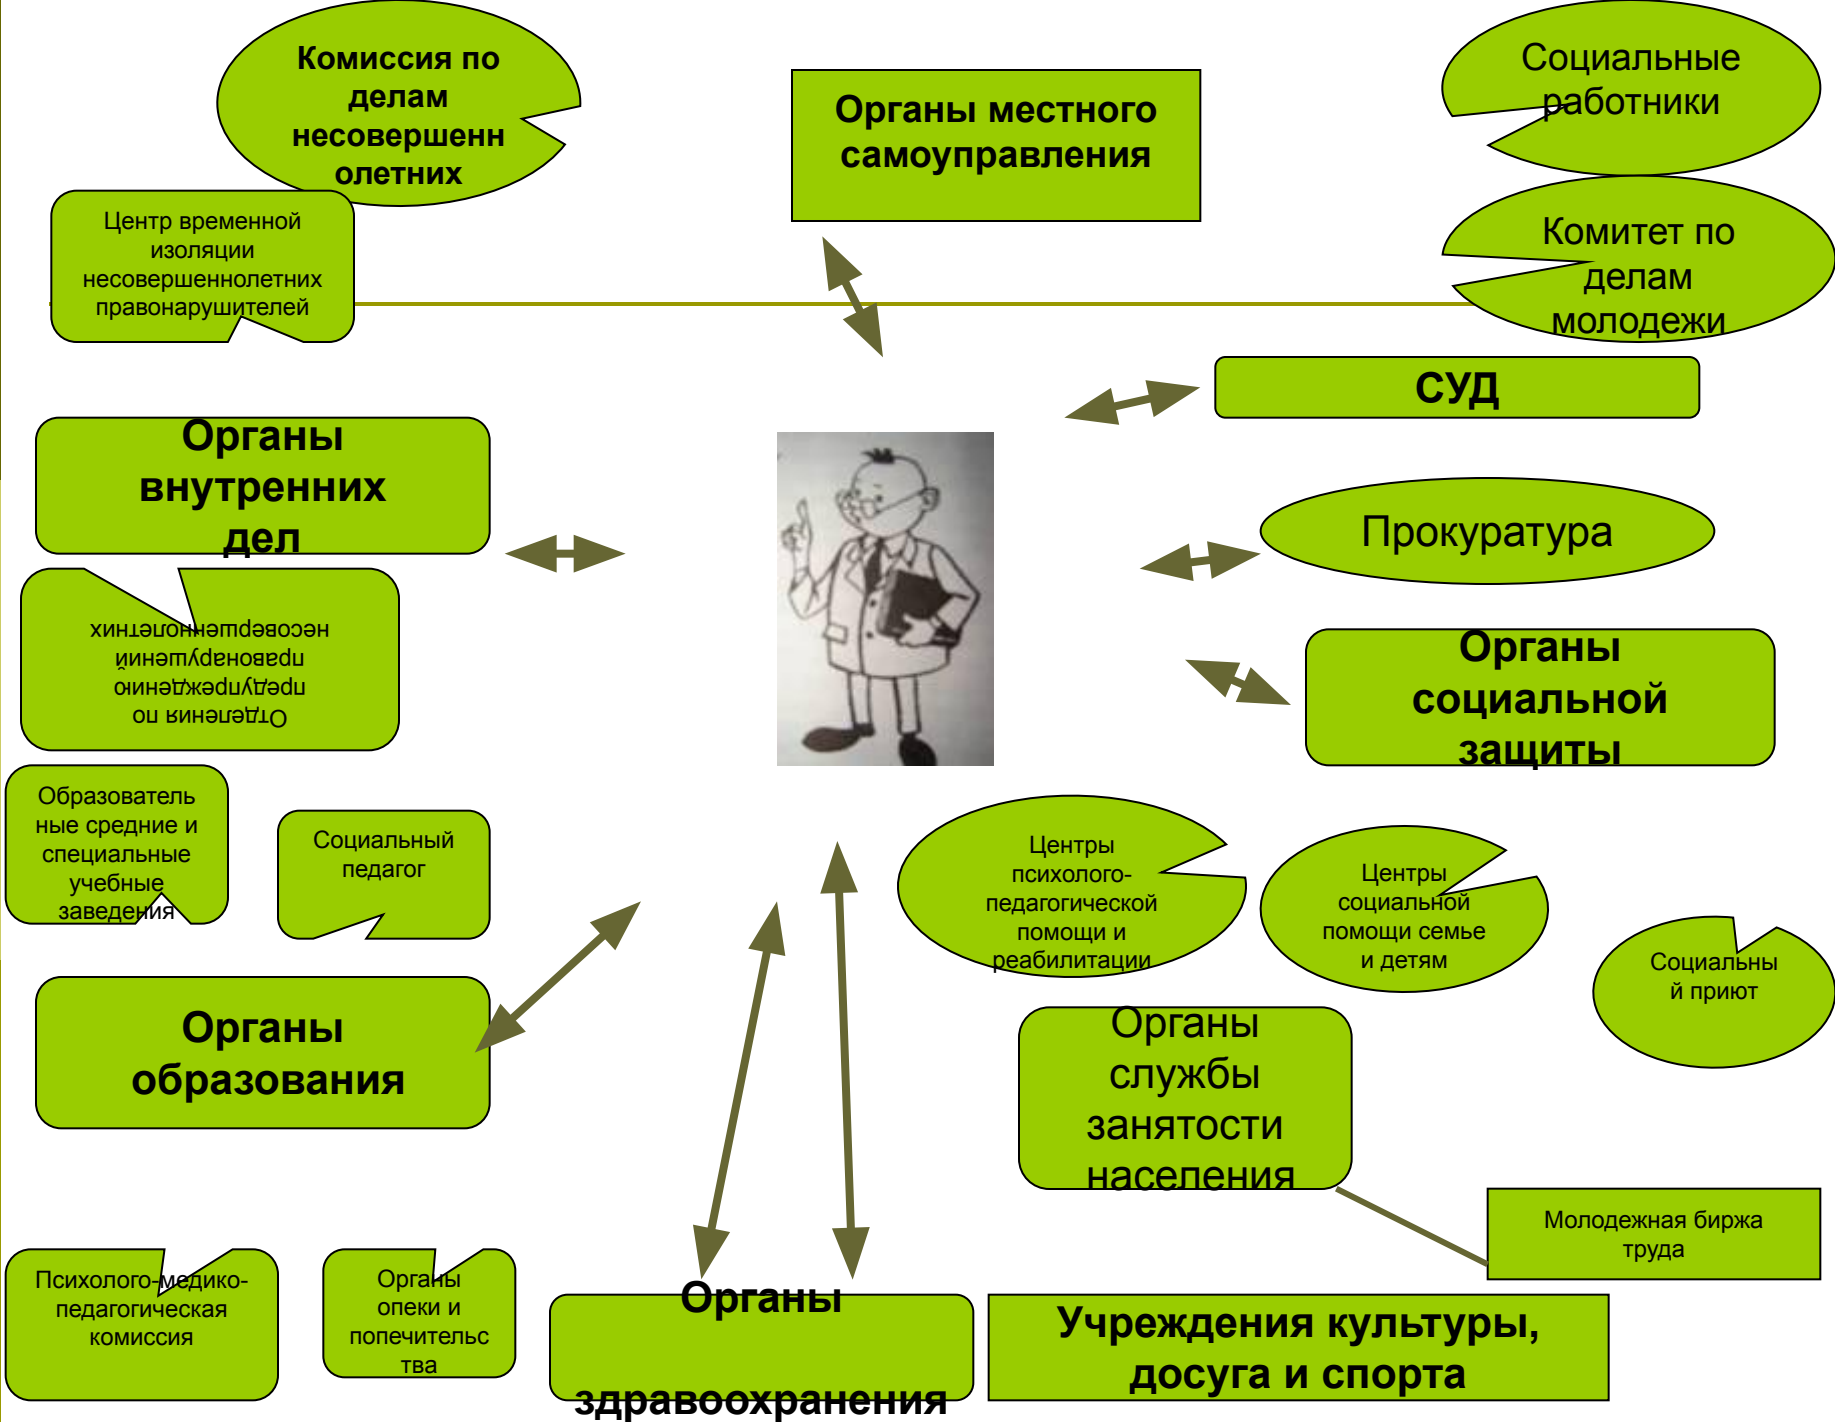 Комиссия по
делам
несовершенн
олетних
Органы местного
самоуправления
Социальные
работники
Центр временной
изоляции
несовершеннолетних
правонарушителей
Комитет по
делам
молодежи
СУД
Органы
внутренних
дел
Прокуратура
Отделения по
предупреждению
правонарушений
несовершеннолетних
Органы
социальной
защиты
Образователь
ные средние и
специальные
учебные
заведения
Социальный
педагог
Центры
психолого-
педагогической
помощи и
реабилитации
Центры
социальной
помощи семье
и детям
Социальны
й приют
Органы
образования
Органы
службы
занятости
населения
Молодежная биржа
труда
Психолого-медико-
педагогическая
комиссия
Органы
опеки и
попечительс
тва
Органы
здравоохранения
Учреждения культуры,
досуга и спорта